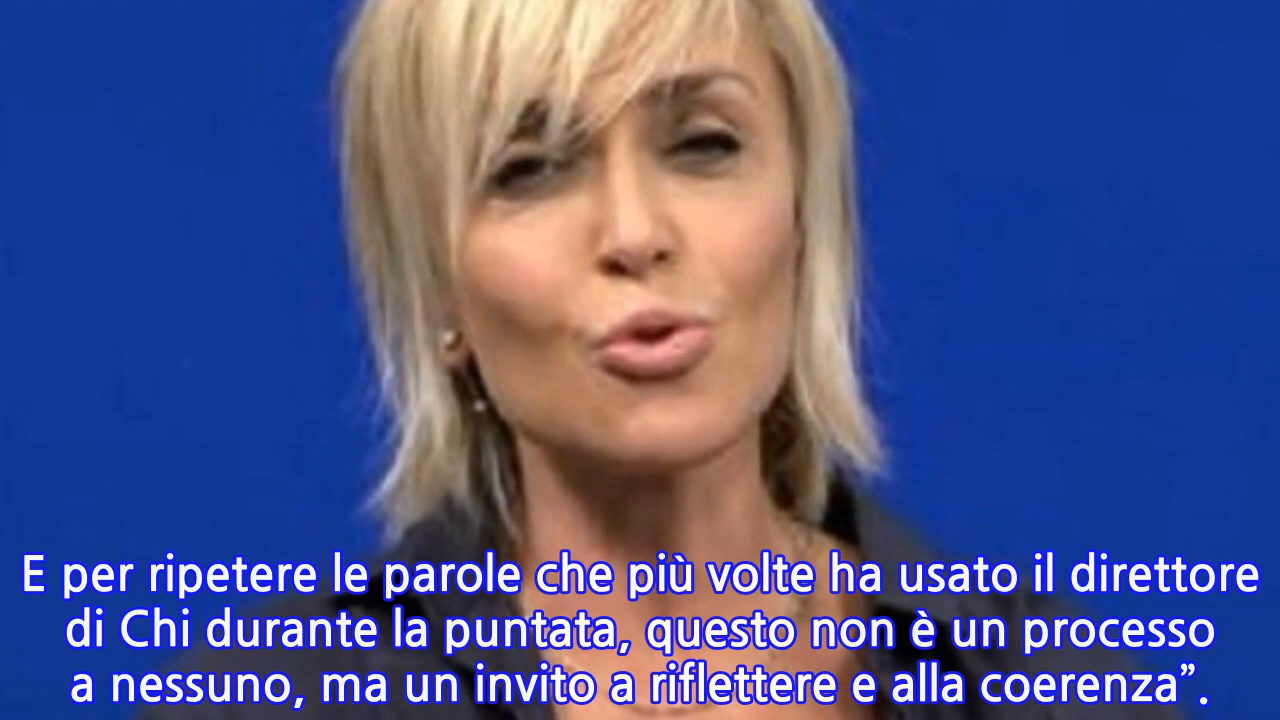 E per ripetere le parole che più volte ha usato il direttore
di Chi durante la puntata, questo non è un processo
a nessuno, ma un invito a riflettere e alla coerenza”.